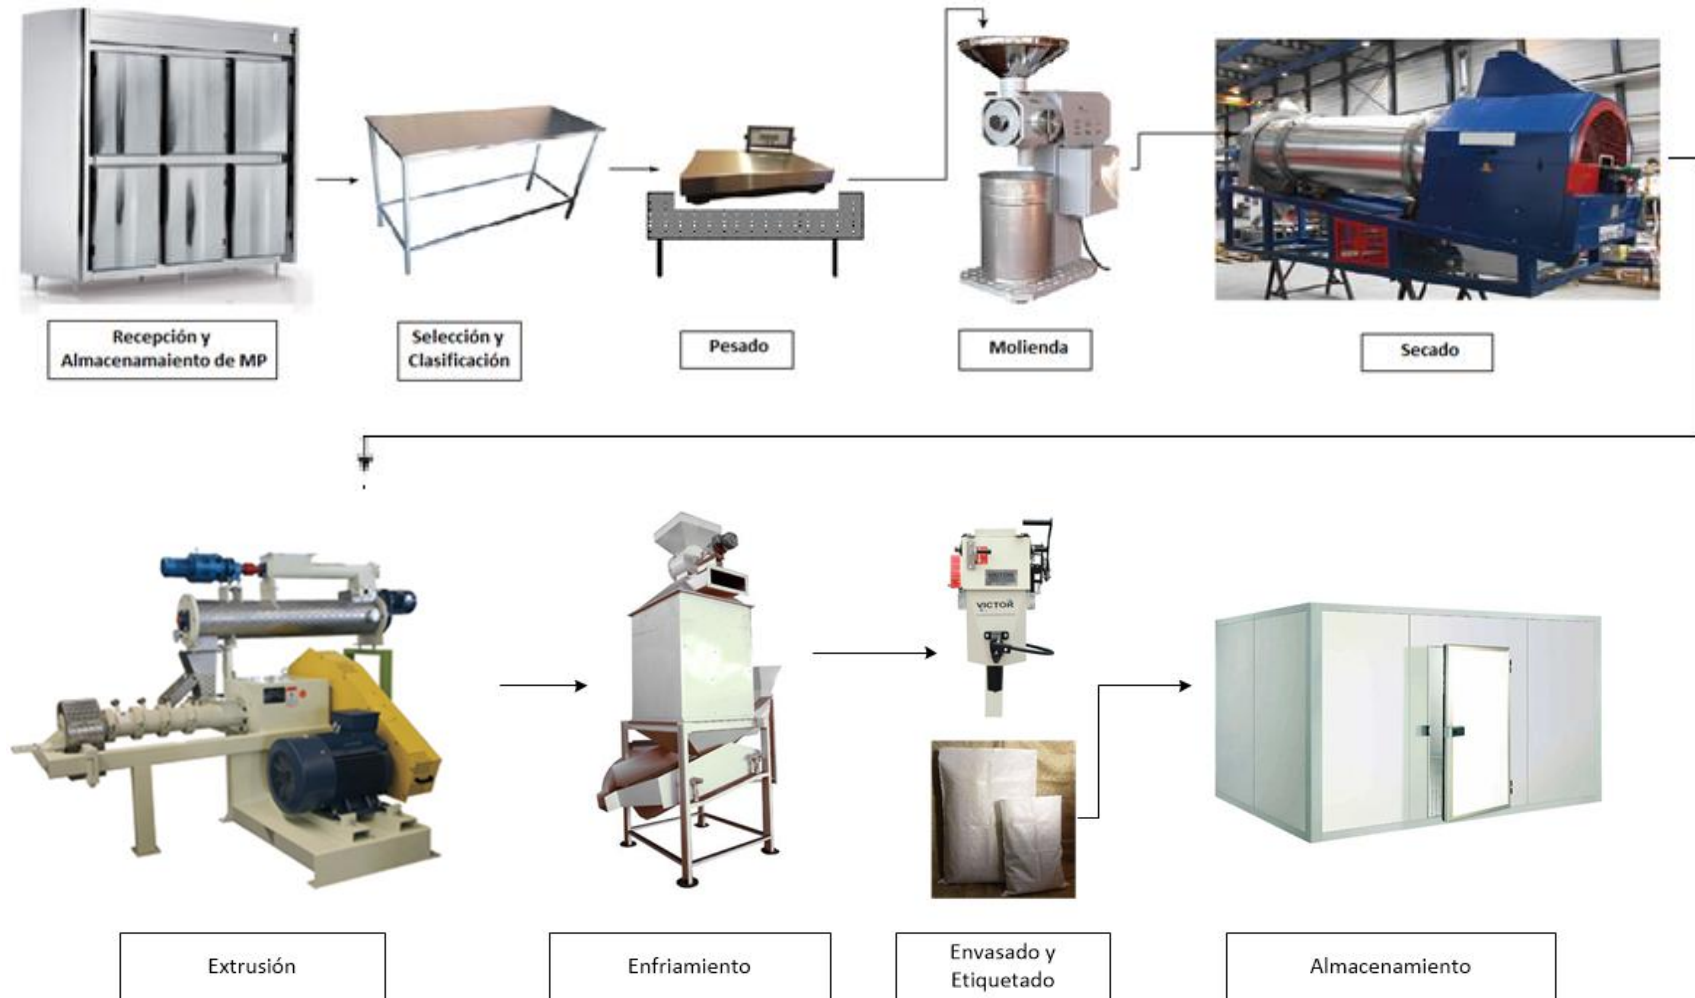 Recepción y
Almacenamaiento de MP
Selección y
Clasificación
Pesado
Molienda
Secado
VICTOR
Extrusión
Enfriamiento
Envasado y
Etiquetado
Almacenamiento